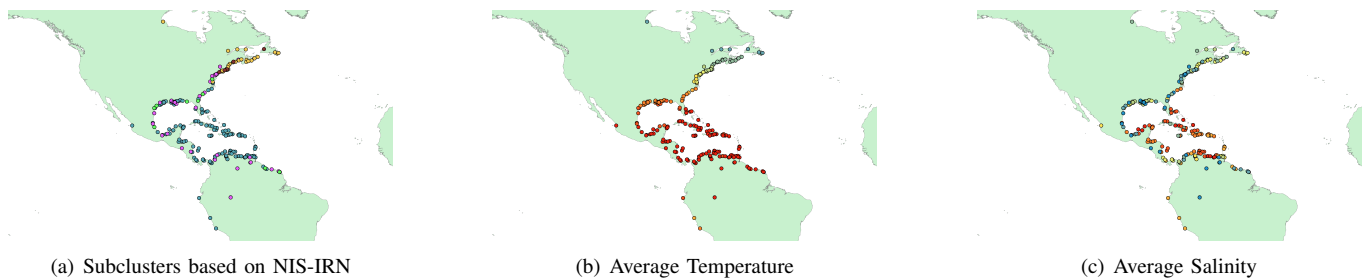 (a) Subclusters based on NIS-IRN
(b) Average Temperature
(c) Average Salinity